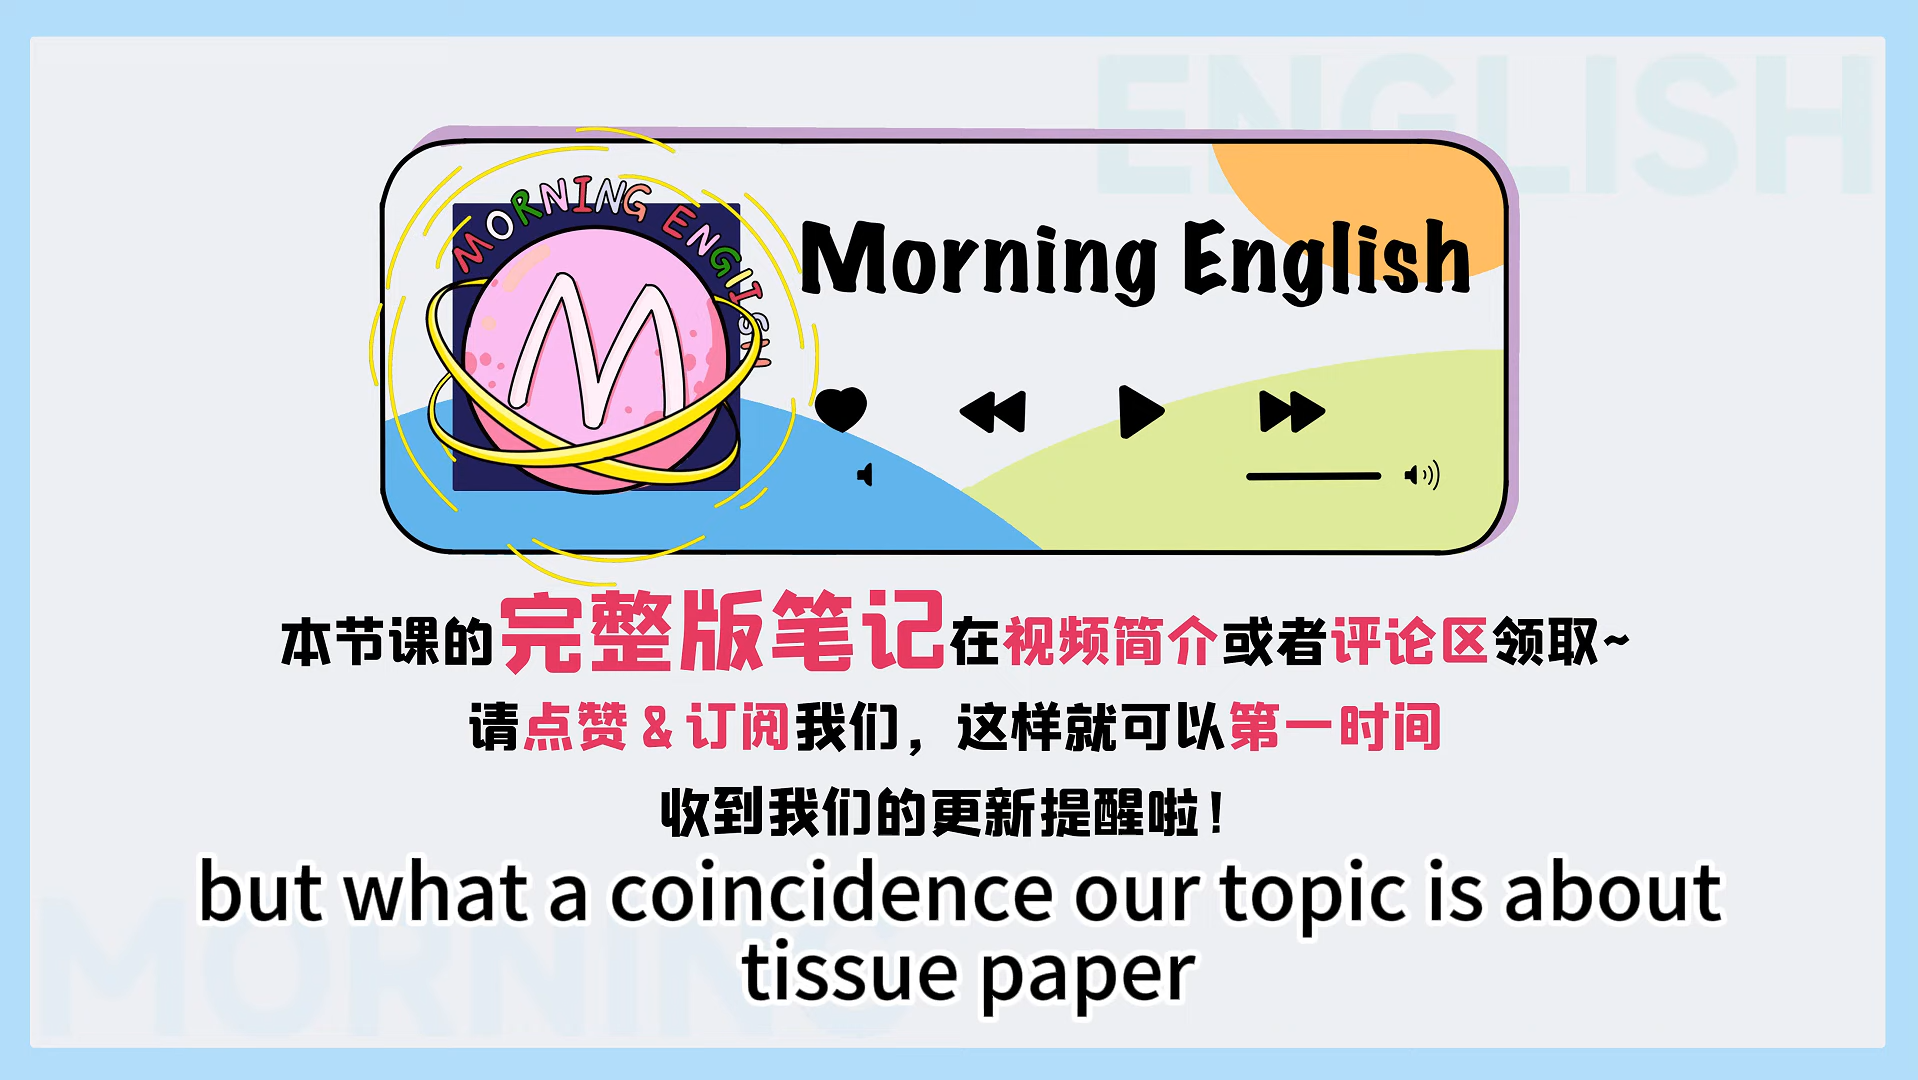 ENGLISH
MORNING ENGLISH
M
Morning English
本节课的完整版笔记在视频简介或者评论区领取~
请点赞&订阅我们，这样就可以第一时间
收到我们的更新提醒啦！
but what a coincidence our topic is about
tissue paper
MORNING